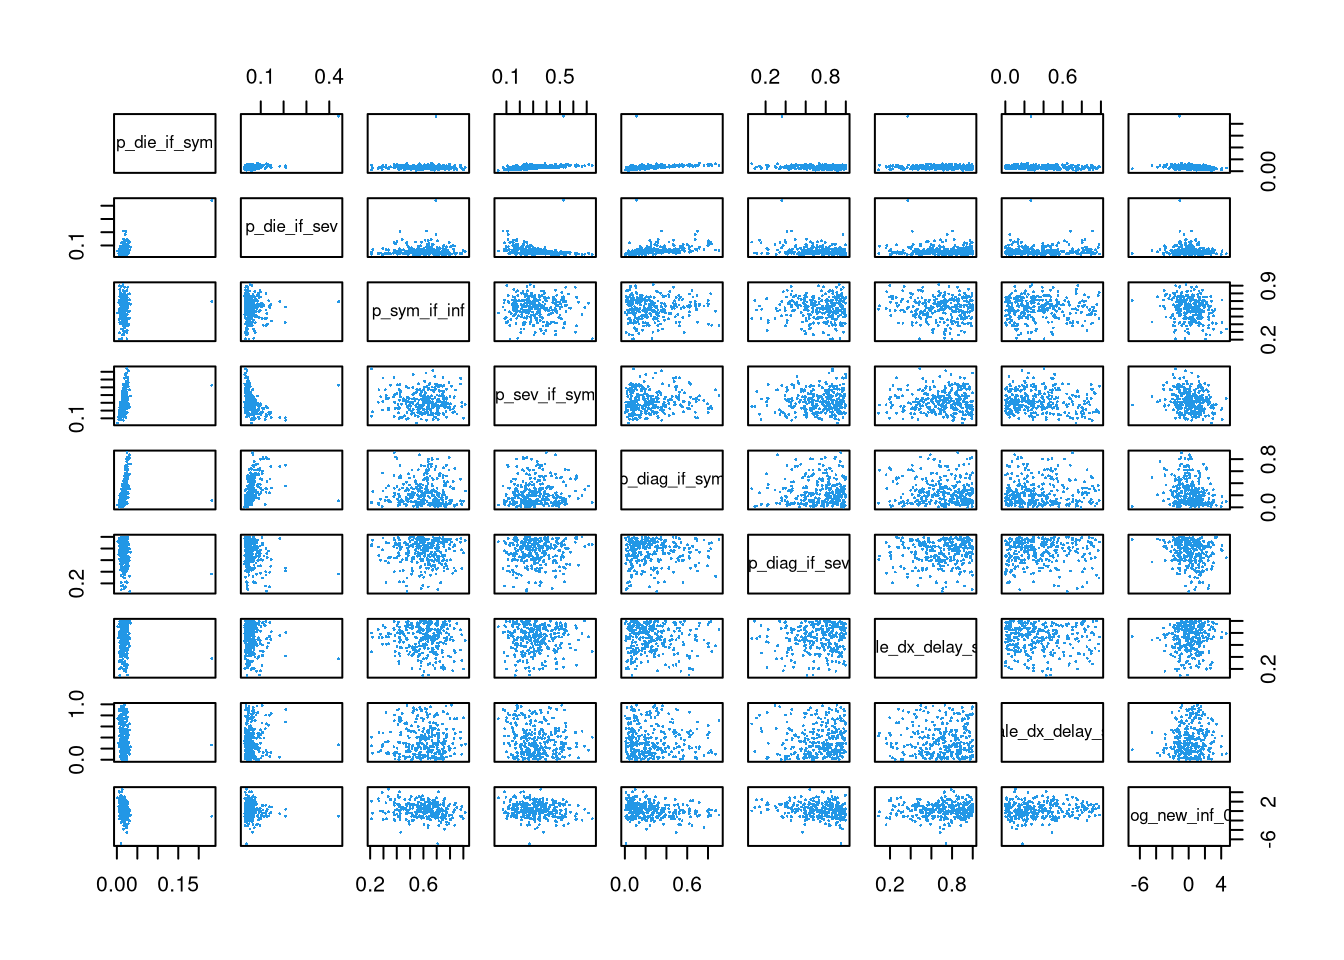 0.1 0.4 0.1 0.5 0.2 0.8 0.0 0.6
p_die_if_sym 0.00
0.1 p_die_if_sev
p_sym_if_inf 0.2 0.9
0.1 p_sev_if_sym
p_diag_if_sym 0.0 0.8
0.2 p_diag_if_sev
le_dx_delay_s 0.2
0.0 1.0 ale_dx_delay_s
og_new_inf_0 -6 2
0.00 0.15 0.2 0.6 0.0 0.6 0.2 0.8 -6 0 4